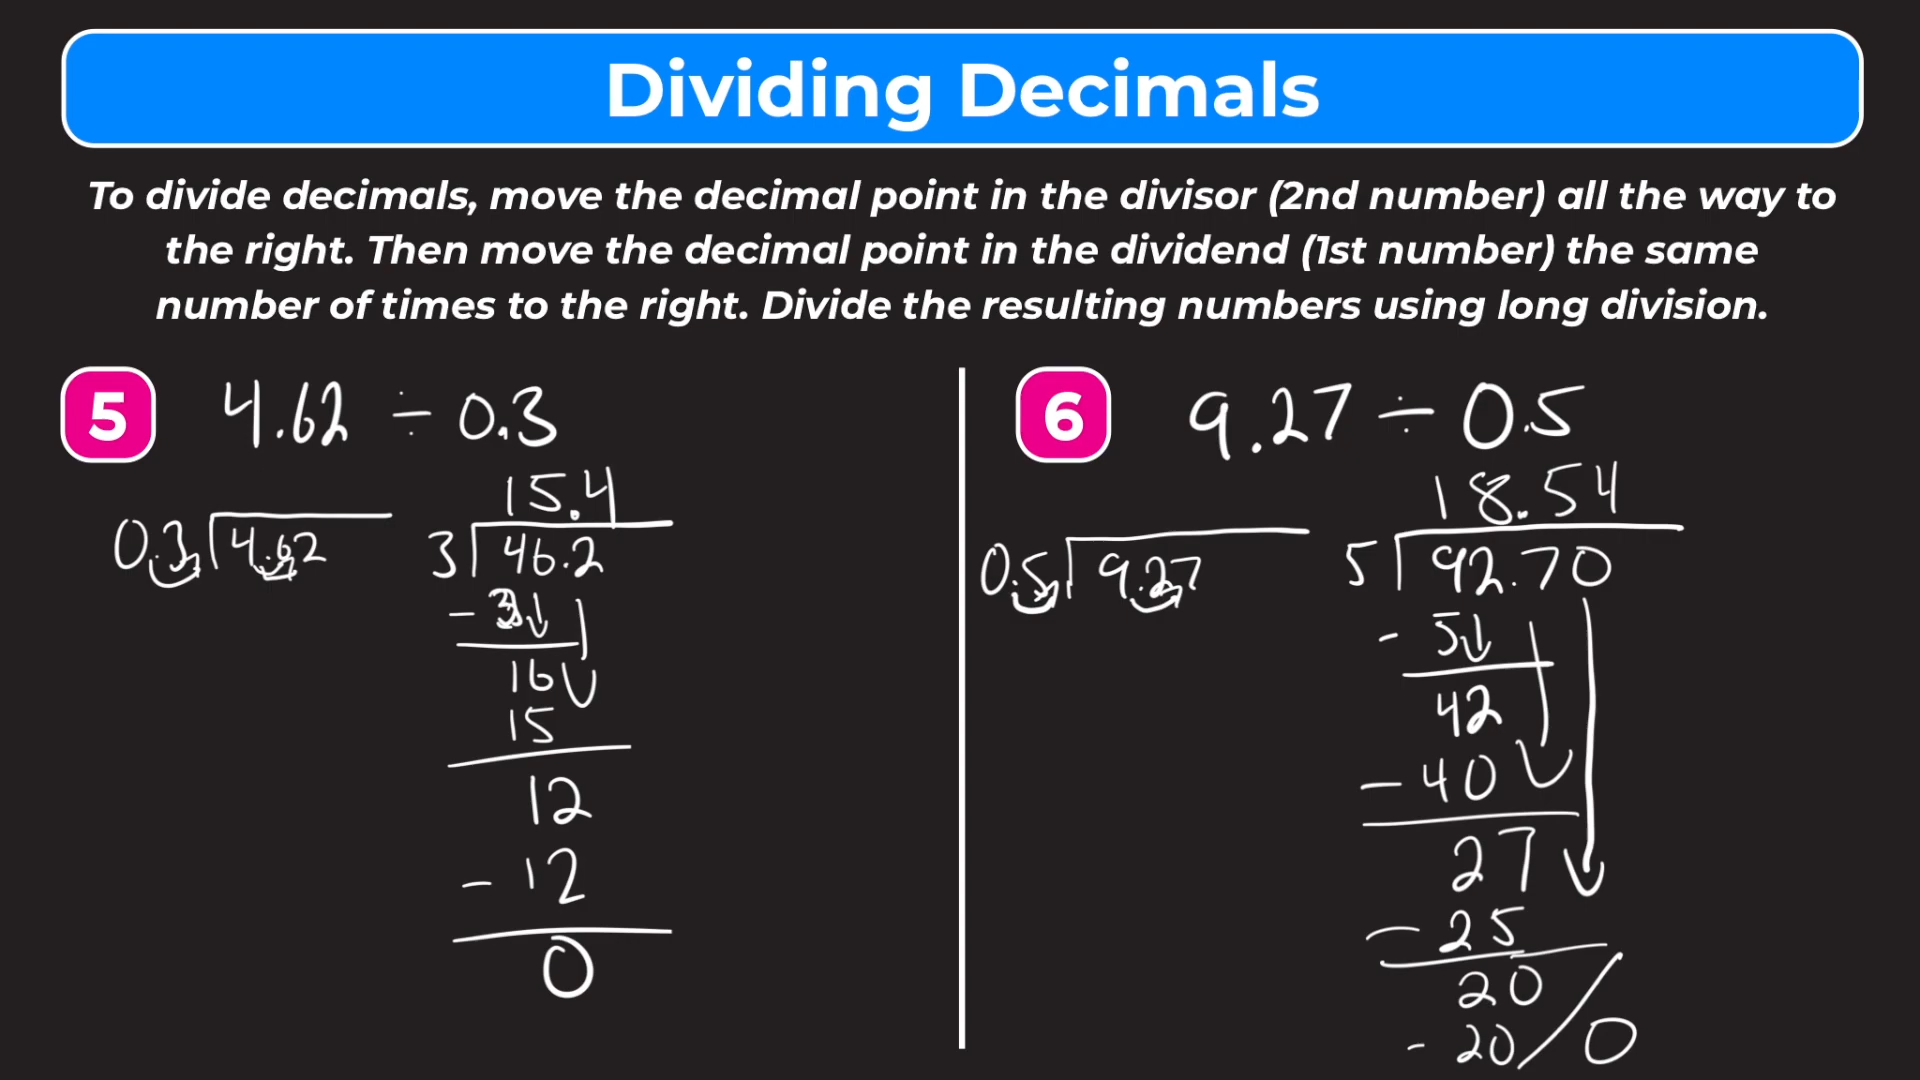 Dividing Decimals
To divide decimals, move the decimal point in the divisor (2nd number) all the way to
the right. Then move the decimal point in the dividend (1st number) the same
number of times to the right. Divide the resulting numbers using long division.
5 4.62 ÷ 0.3
15.4
0.3 4.62 3 46.2
- 3
16
15
12
- 12
0
6 9.27 ÷ 0.5
18.54
0.5 9.27 5 92.70
- 5
42
- 40
27
- 25
20
- 20 / 0